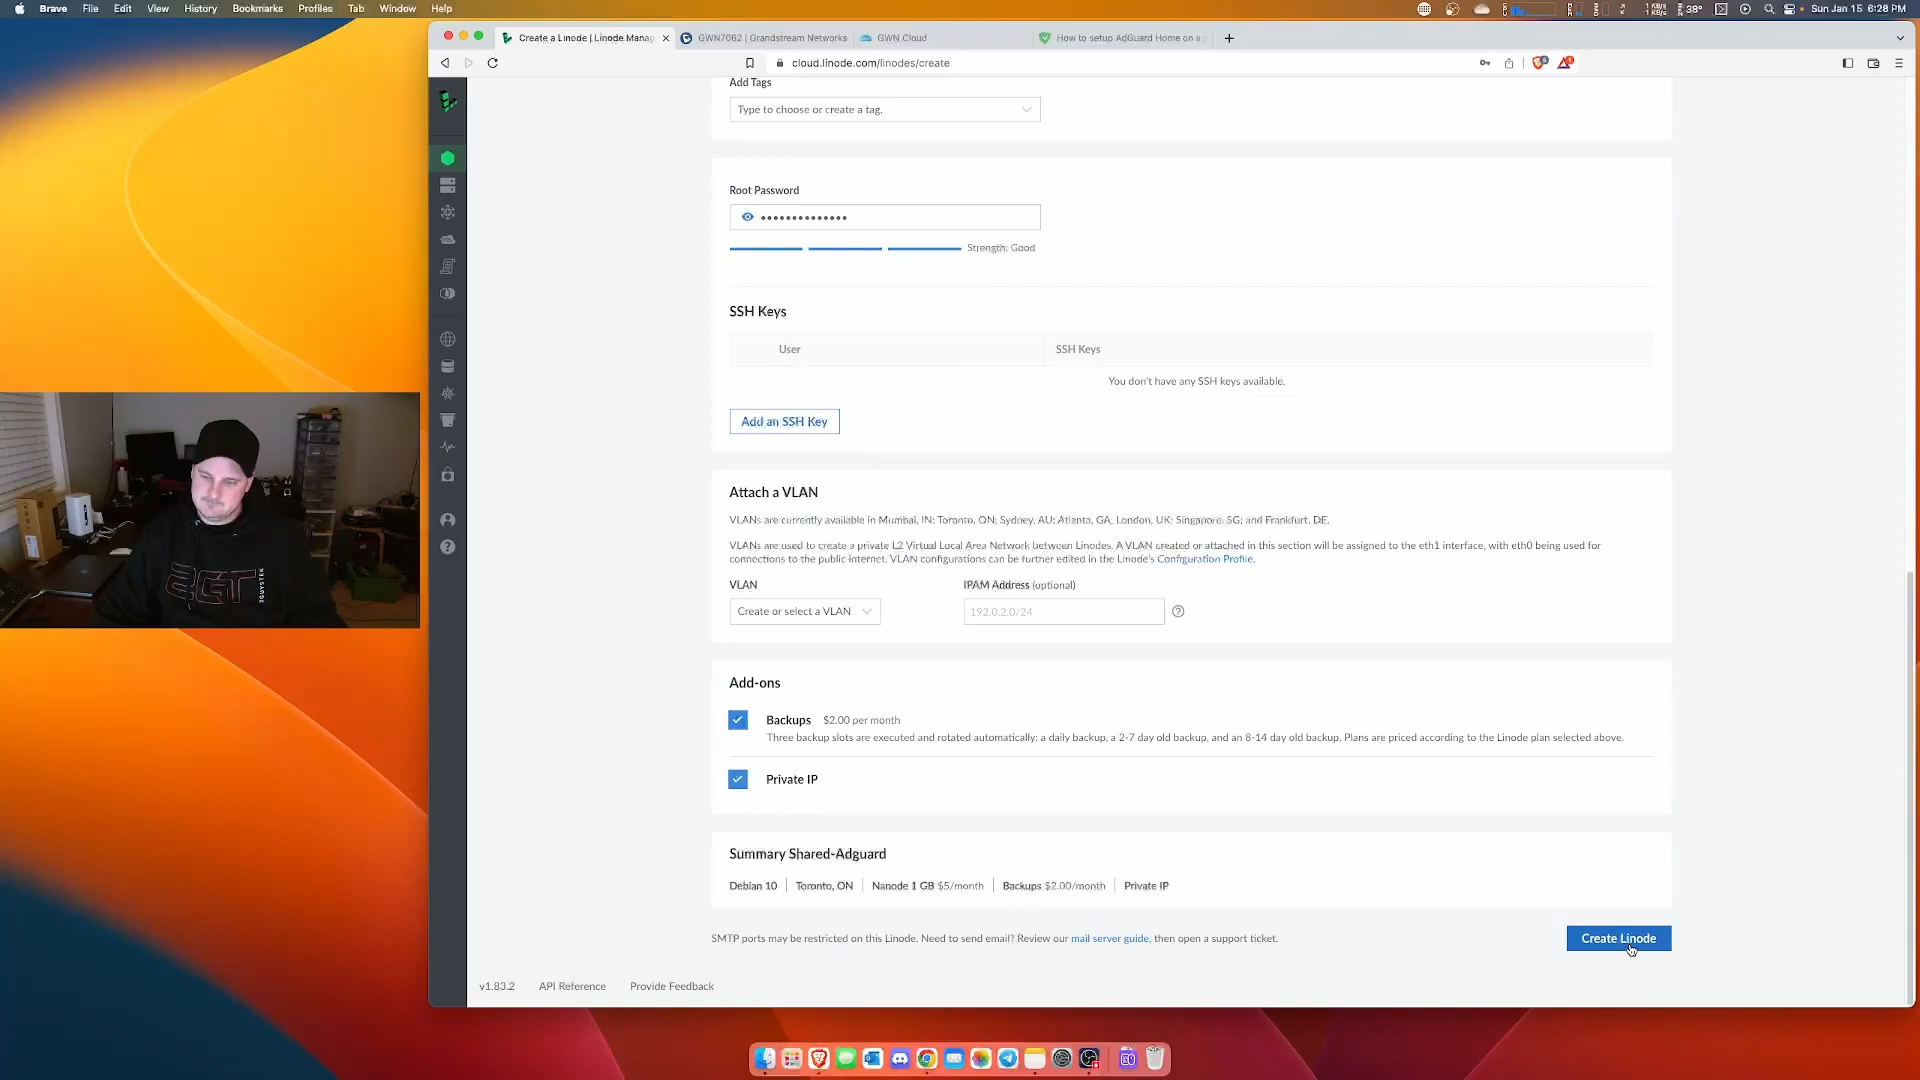 Brave File Edit View History Bookmarks Profiles Tab Window Help
38° Sun Jan 15 6:28 PM
Create a Linode | Linode Manag
GWN7062 | Grandstream Networks
GWN.Cloud
How to setup AdGuard Home on a
cloud.linode.com/linodes/create
Add Tags
Type to choose or create a tag.
Root Password
Strength: Good
SSH Keys
User SSH Keys
You don't have any SSH keys available.
Add an SSH Key
Attach a VLAN
VLANs are currently available in Mumbai, IN; Toronto, ON; Sydney, AU; Atlanta, GA, London, UK; Singapore, SG; and Frankfurt, DE.
VLANs are used to create a private L2 Virtual Local Area Network between Linodes. A VLAN created or attached in this section will be assigned to the eth1 interface, with eth0 being used for
connections to the public internet. VLAN configurations can be further edited in the Linode's Configuration Profile.
VLAN IPAM Address (optional)
Create or select a VLAN 192.0.2.0/24
Add-ons
Backups $2.00 per month
Three backup slots are executed and rotated automatically: a daily backup, a 2-7 day old backup, and an 8-14 day old backup. Plans are priced according to the Linode plan selected above.
Private IP
Summary Shared-Adguard
Debian 10 Toronto, ON Nanode 1 GB $5/month Backups $2.00/month Private IP
SMTP ports may be restricted on this Linode. Need to send email? Review our mail server guide, then open a support ticket.
Create Linode
v1.83.2 API Reference Provide Feedback
2GT
2GUYSTEK